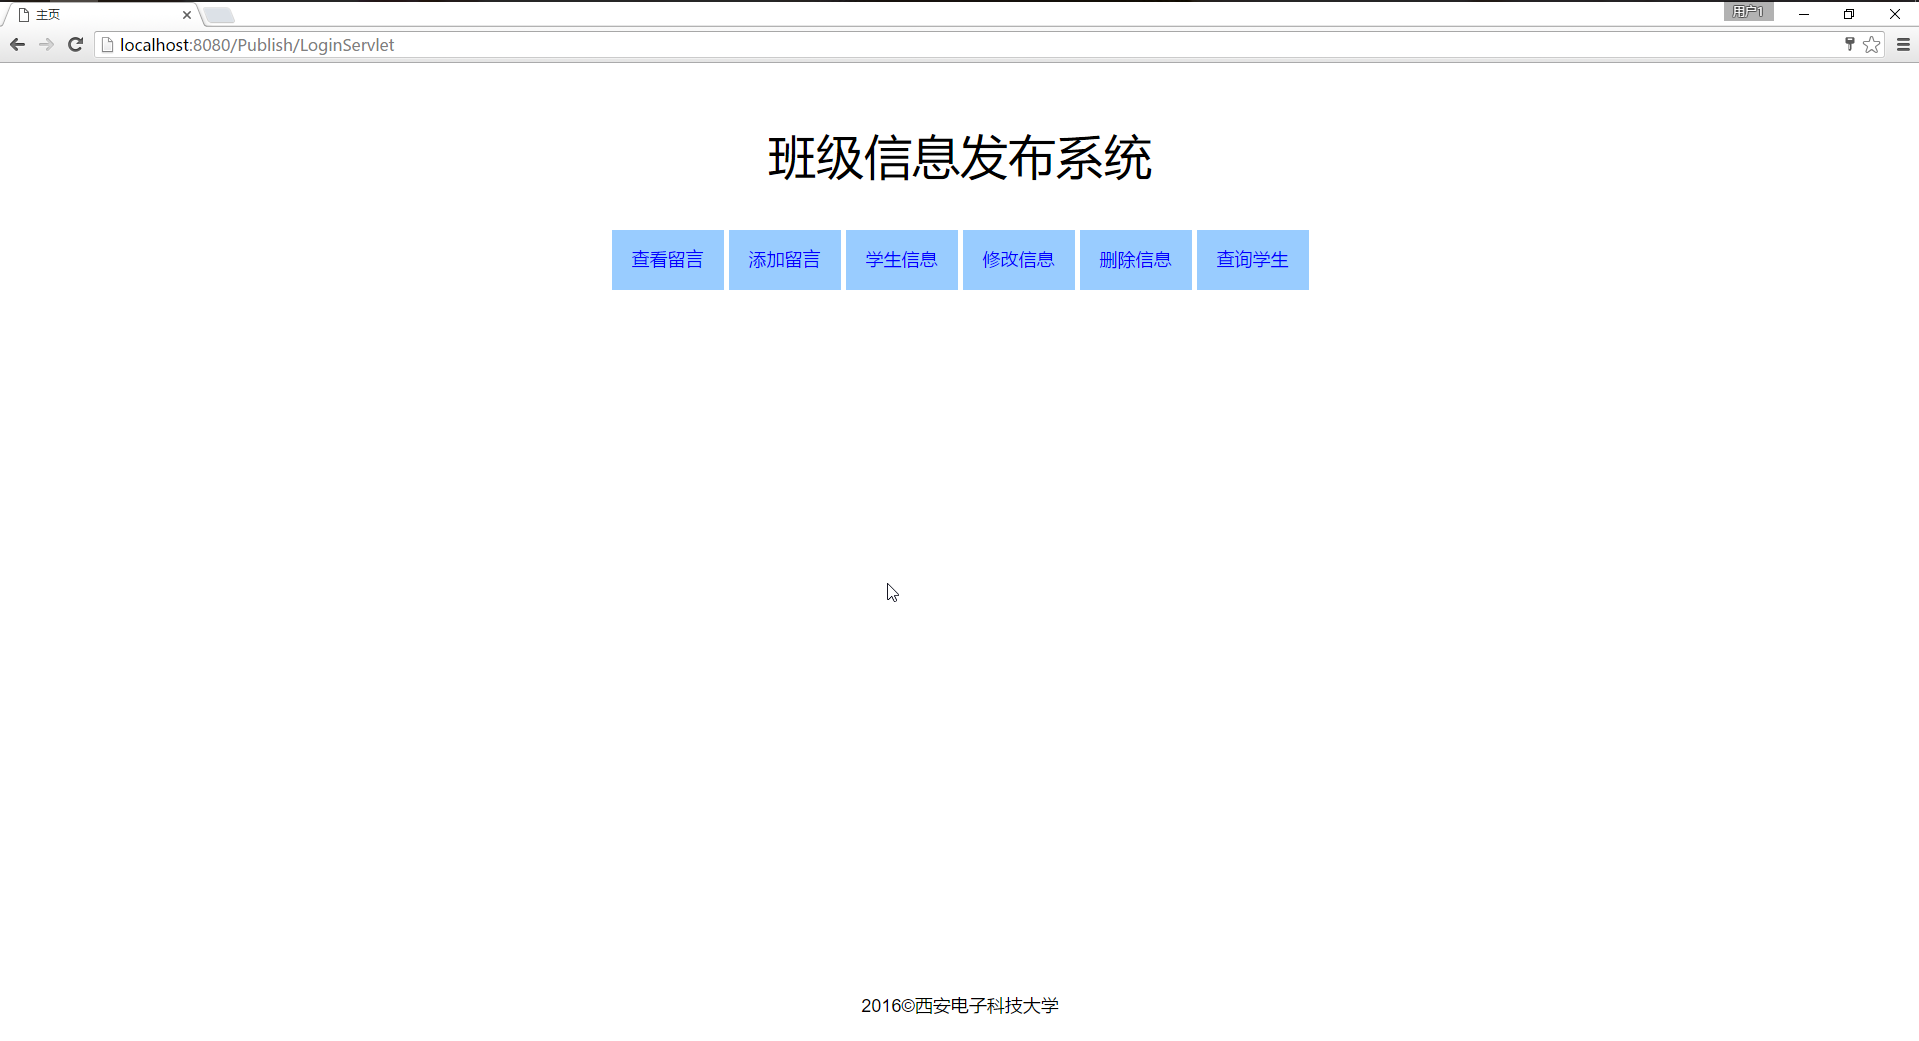 主页
用户1
localhost:8080/Publish/LoginServlet
班级信息发布系统
查看留言 添加留言 学生信息 修改信息 删除信息 查询学生
2016©西安电子科技大学